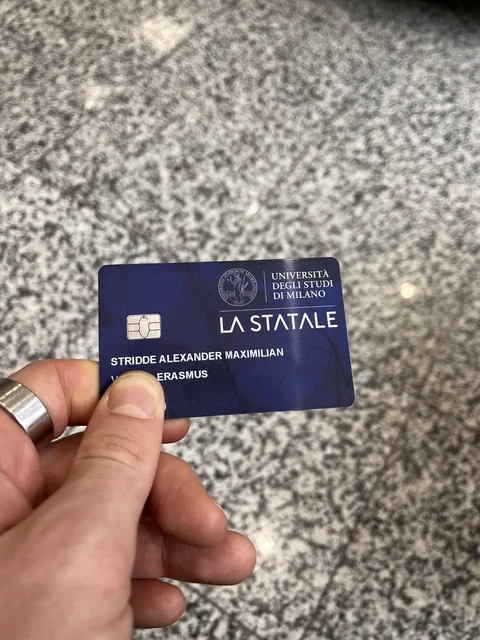 UNIVERSITÀ
DEGLI STUDI
DI MILANO
LA STATALE
STRIDDE ALEXANDER MAXIMILIAN
ERASMUS